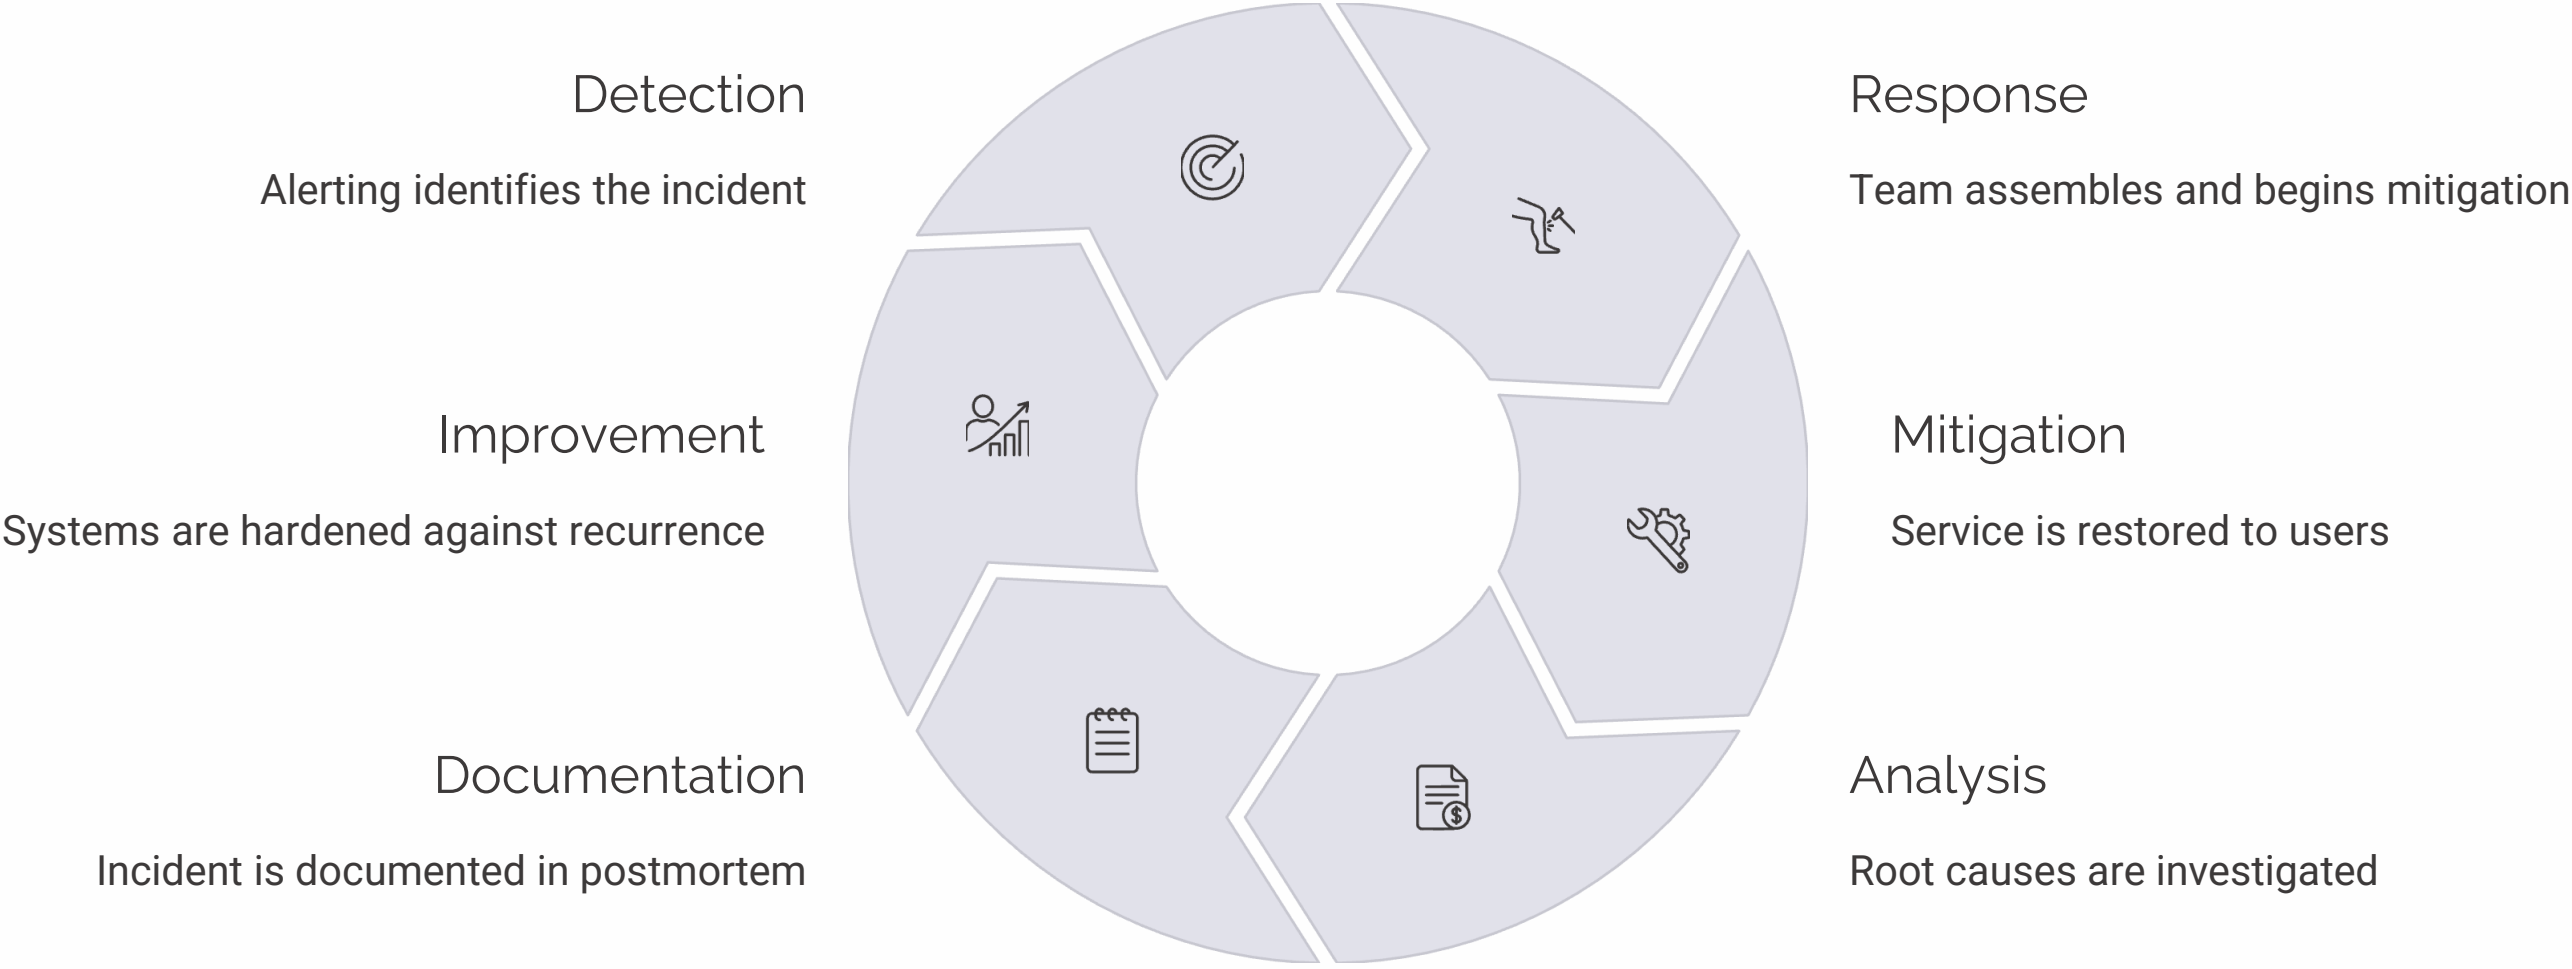 Detection
Alerting identifies the incident
Response
Team assembles and begins mitigation
Improvement
Systems are hardened against recurrence
Mitigation
Service is restored to users
Documentation
Incident is documented in postmortem
Analysis
Root causes are investigated
$